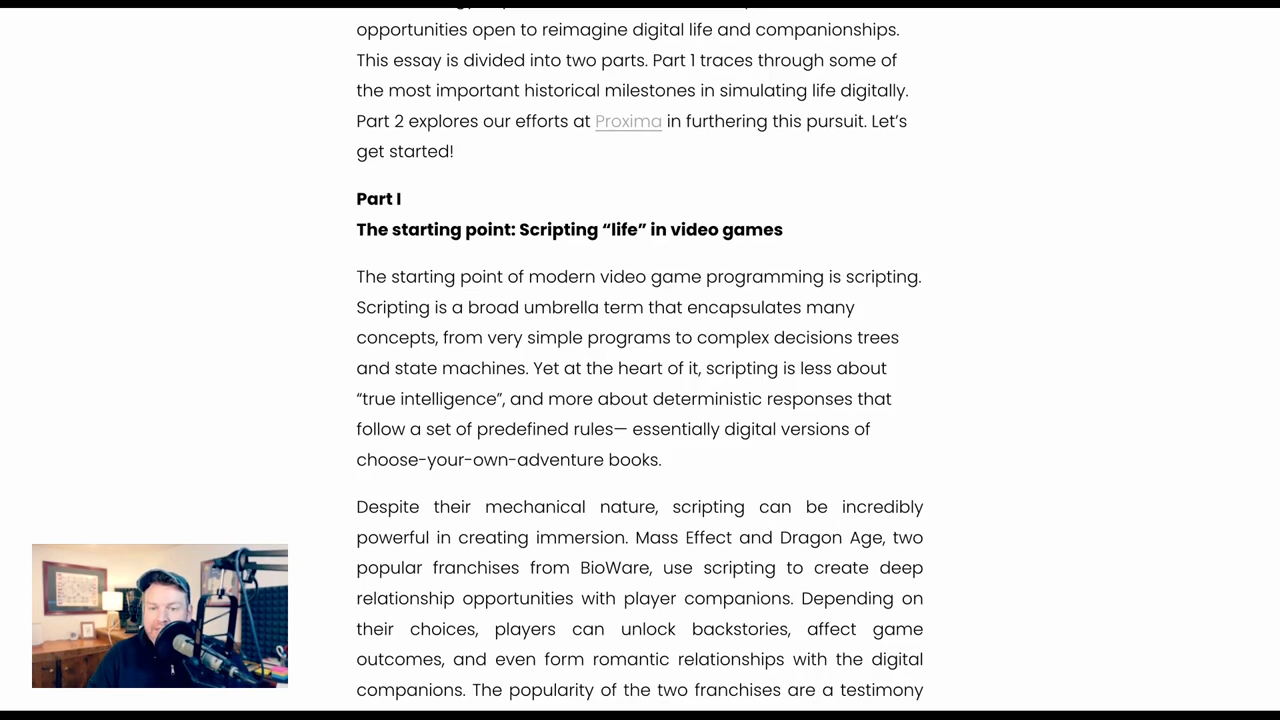 opportunities open to reimagine digital life and companionships.
This essay is divided into two parts. Part 1 traces through some of
the most important historical milestones in simulating life digitally.
Part 2 explores our efforts at Proxima in furthering this pursuit. Let’s
get started!
Part I
The starting point: Scripting “life” in video games
The starting point of modern video game programming is scripting.
Scripting is a broad umbrella term that encapsulates many
concepts, from very simple programs to complex decisions trees
and state machines. Yet at the heart of it, scripting is less about
“true intelligence”, and more about deterministic responses that
follow a set of predefined rules— essentially digital versions of
choose-your-own-adventure books.
Despite their mechanical nature, scripting can be incredibly
powerful in creating immersion. Mass Effect and Dragon Age, two
popular franchises from BioWare, use scripting to create deep
relationship opportunities with player companions. Depending on
their choices, players can unlock backstories, affect game
outcomes, and even form romantic relationships with the digital
companions. The popularity of the two franchises are a testimony